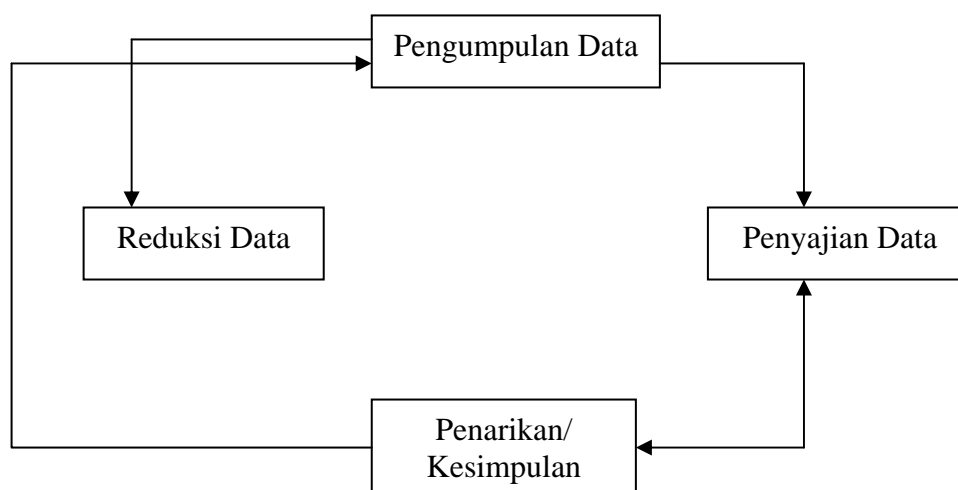 Pengumpulan Data
Reduksi Data
Penyajian Data
Penarikan/
Kesimpulan